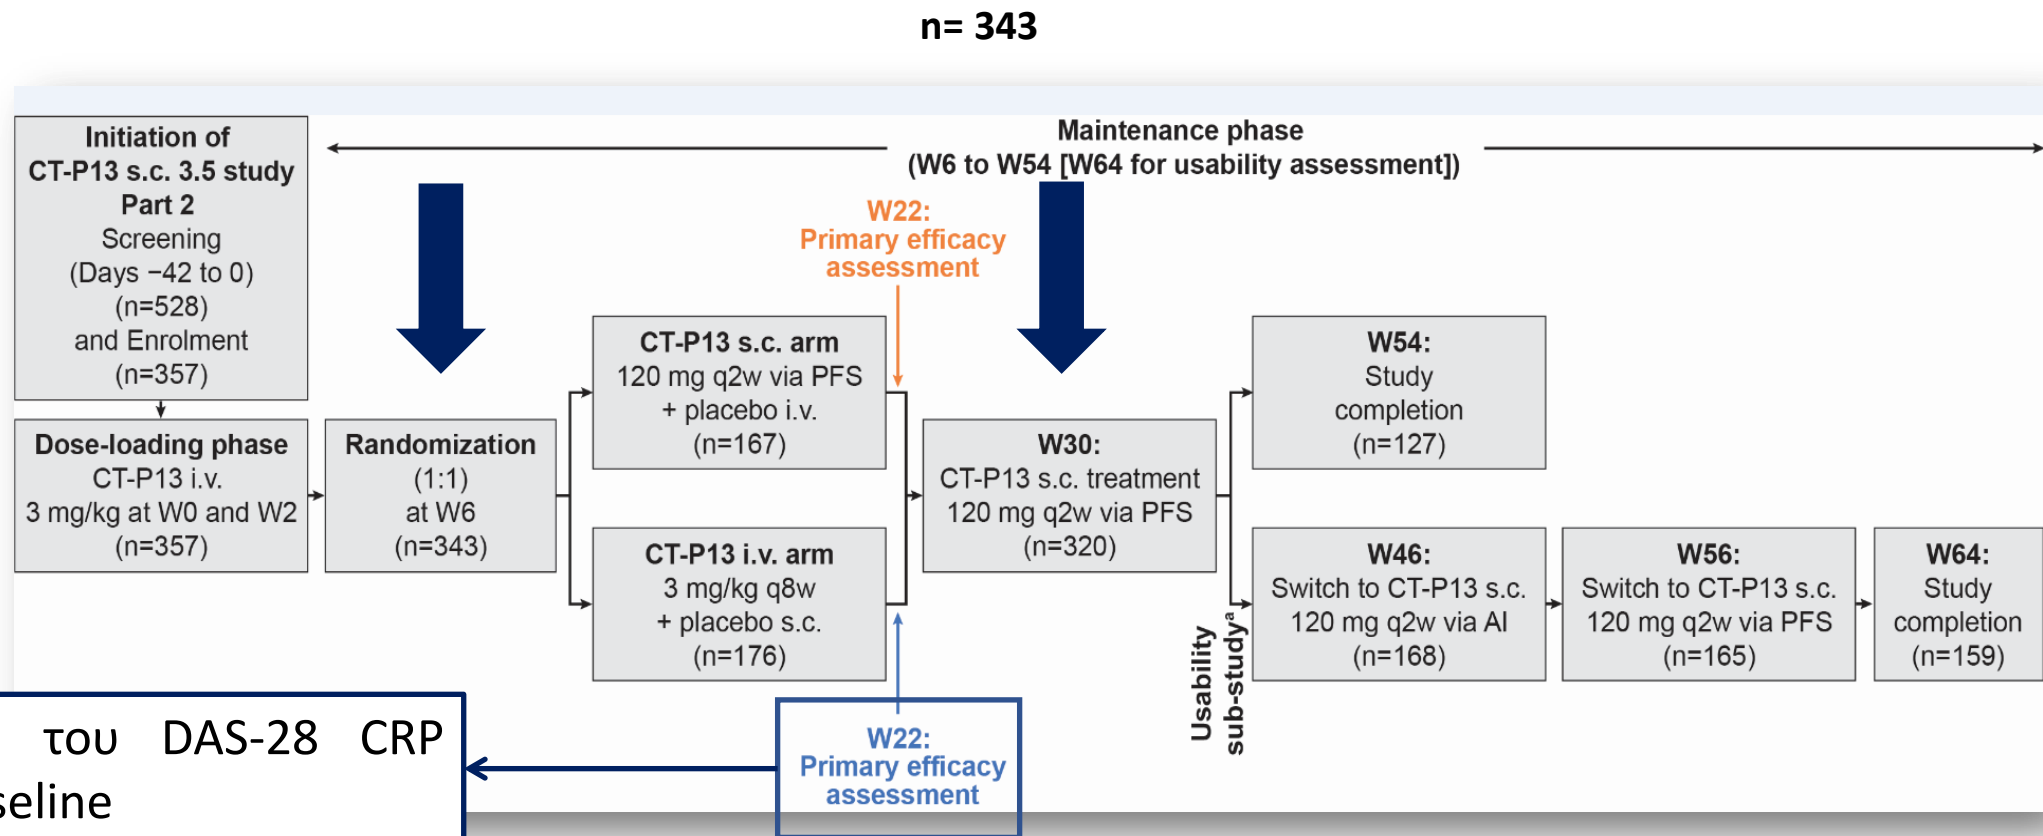 n= 343
Initiation of
CT-P13 s.c. 3.5 study
Part 2
Screening
(Days −42 to 0)
(n=528)
and Enrolment
(n=357)
Dose-loading phase
CT-P13 i.v.
3 mg/kg at W0 and W2
(n=357)
Randomization
(1:1)
at W6
(n=343)
Maintenance phase
(W6 to W54 [W64 for usability assessment])
W22:
Primary efficacy
assessment
CT-P13 s.c. arm
120 mg q2w via PFS
+ placebo i.v.
(n=167)
CT-P13 i.v. arm
3 mg/kg q8w
+ placebo s.c.
(n=176)
W22:
Primary efficacy
assessment
του DAS-28 CRP
seline
W30:
CT-P13 s.c. treatment
120 mg q2w via PFS
(n=320)
W54:
Study
completion
(n=127)
Usability
sub-studyª
W46:
Switch to CT-P13 s.c.
120 mg q2w via AI
(n=168)
W56:
Switch to CT-P13 s.c.
120 mg q2w via PFS
(n=165)
W64:
Study
completion
(n=159)